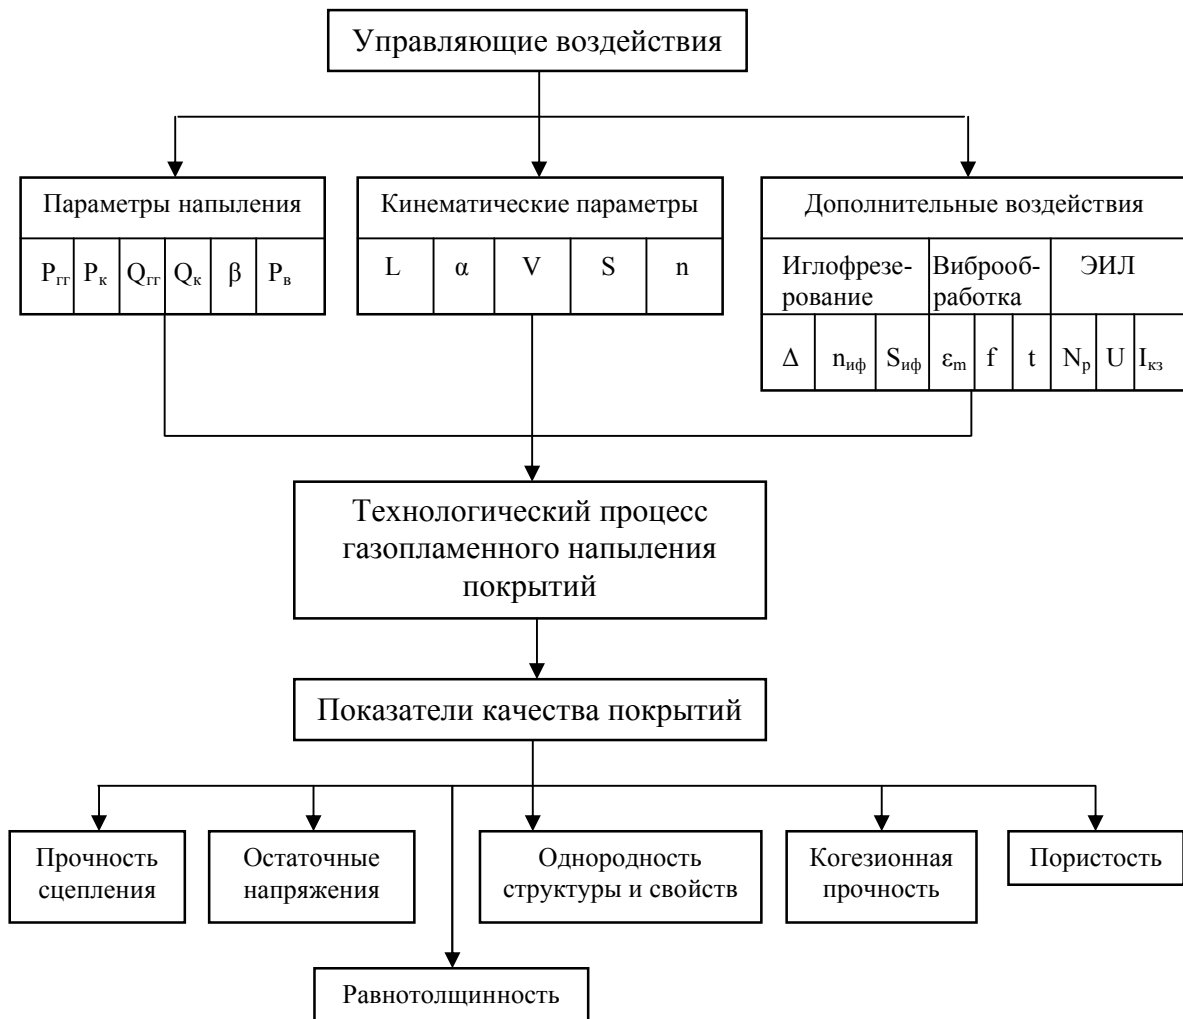 Управляющие воздействия
Параметры напыления
Кинематические параметры
Дополнительные воздействия
Pгг Pк Qгг Qк β Pв
L α V S n
Иглофрезе-
рование
Виброоб-
работка
ЭИЛ
Δ nиф Sиф εm f t Nр U Iкз
Технологический процесс
газопламенного напыления
покрытий
Показатели качества покрытий
Прочность
сцепления
Остаточные
напряжения
Однородность
структуры и свойств
Когезионная
прочность
Пористость
Равнотолщинность